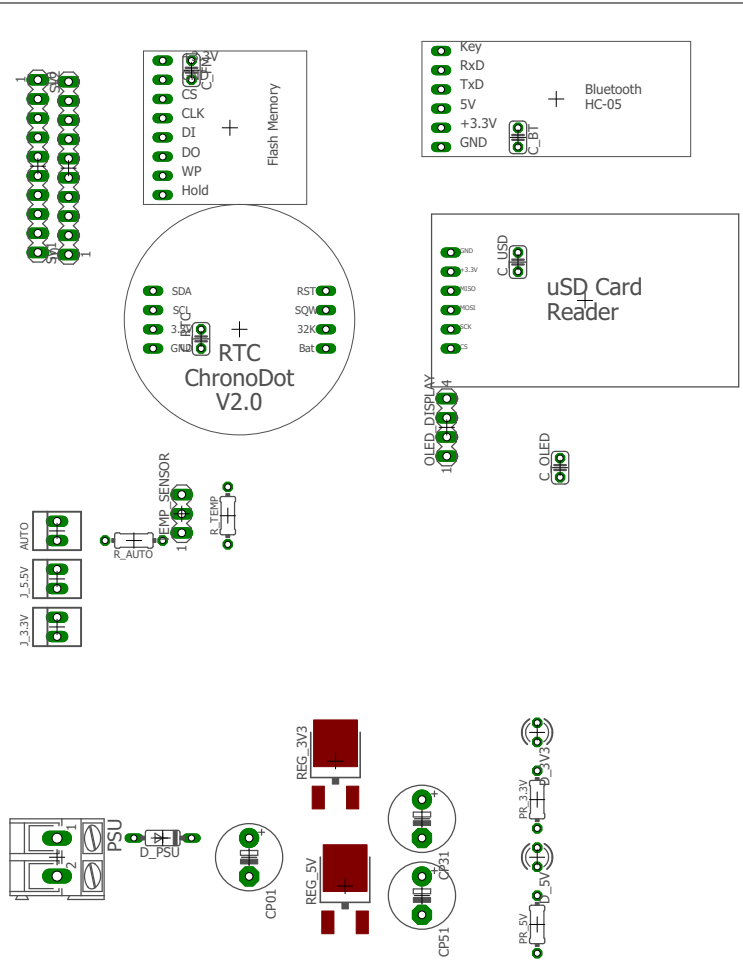 1
SV2
SV1
1
+3.3V
C_FM
CS
CLK
DI
DO
WP
Hold
Flash Memory
Key
RxD
TxD
5V
+3.3V
GND
C_BT
Bluetooth
HC-05
SDA
SCL
3.3V
GND
C_RTC
RST
SQW
32K
Bat
RTC
ChronoDot
V2.0
GND
+3.3V
MISO
MOSI
SCK
CS
C_USD
uSD Card
Reader
OLED_DISPLAY
4
1
C_OLED
TEMP_SENSOR
1
R_TEMP
R_AUTO
AUTO
J_5.5V
J_3.3V
REG_3V3
REG_5V
PSU
1
2
D_PSU
CP01
+
CP31
+
CP51
+
D_3V3
PR_3.3V
D_5V
PR_5V